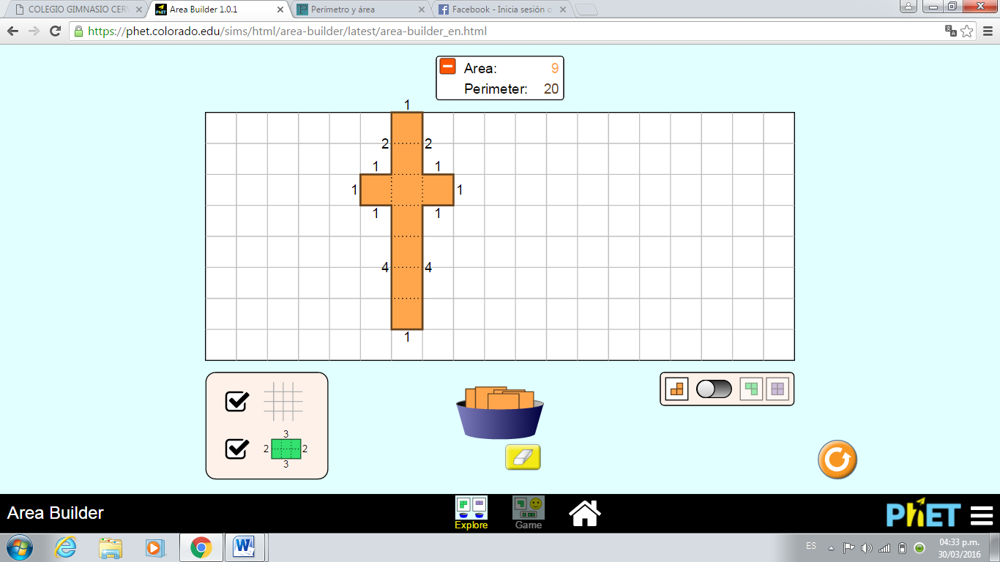 COLEGIO GIMNASIO CER
Area Builder 1.0.1
Perímetro y área
Facebook - Inicia sesión o
https://phet.colorado.edu/sims/html/area-builder/latest/area-builder_en.html
Area: 9
Perimeter: 20
1
2 2
1 1
1 1
1 1
4 4
1
3
2 2
3
Area Builder
Explore
Game
PhET
ES
04:33 p.m.
30/03/2016